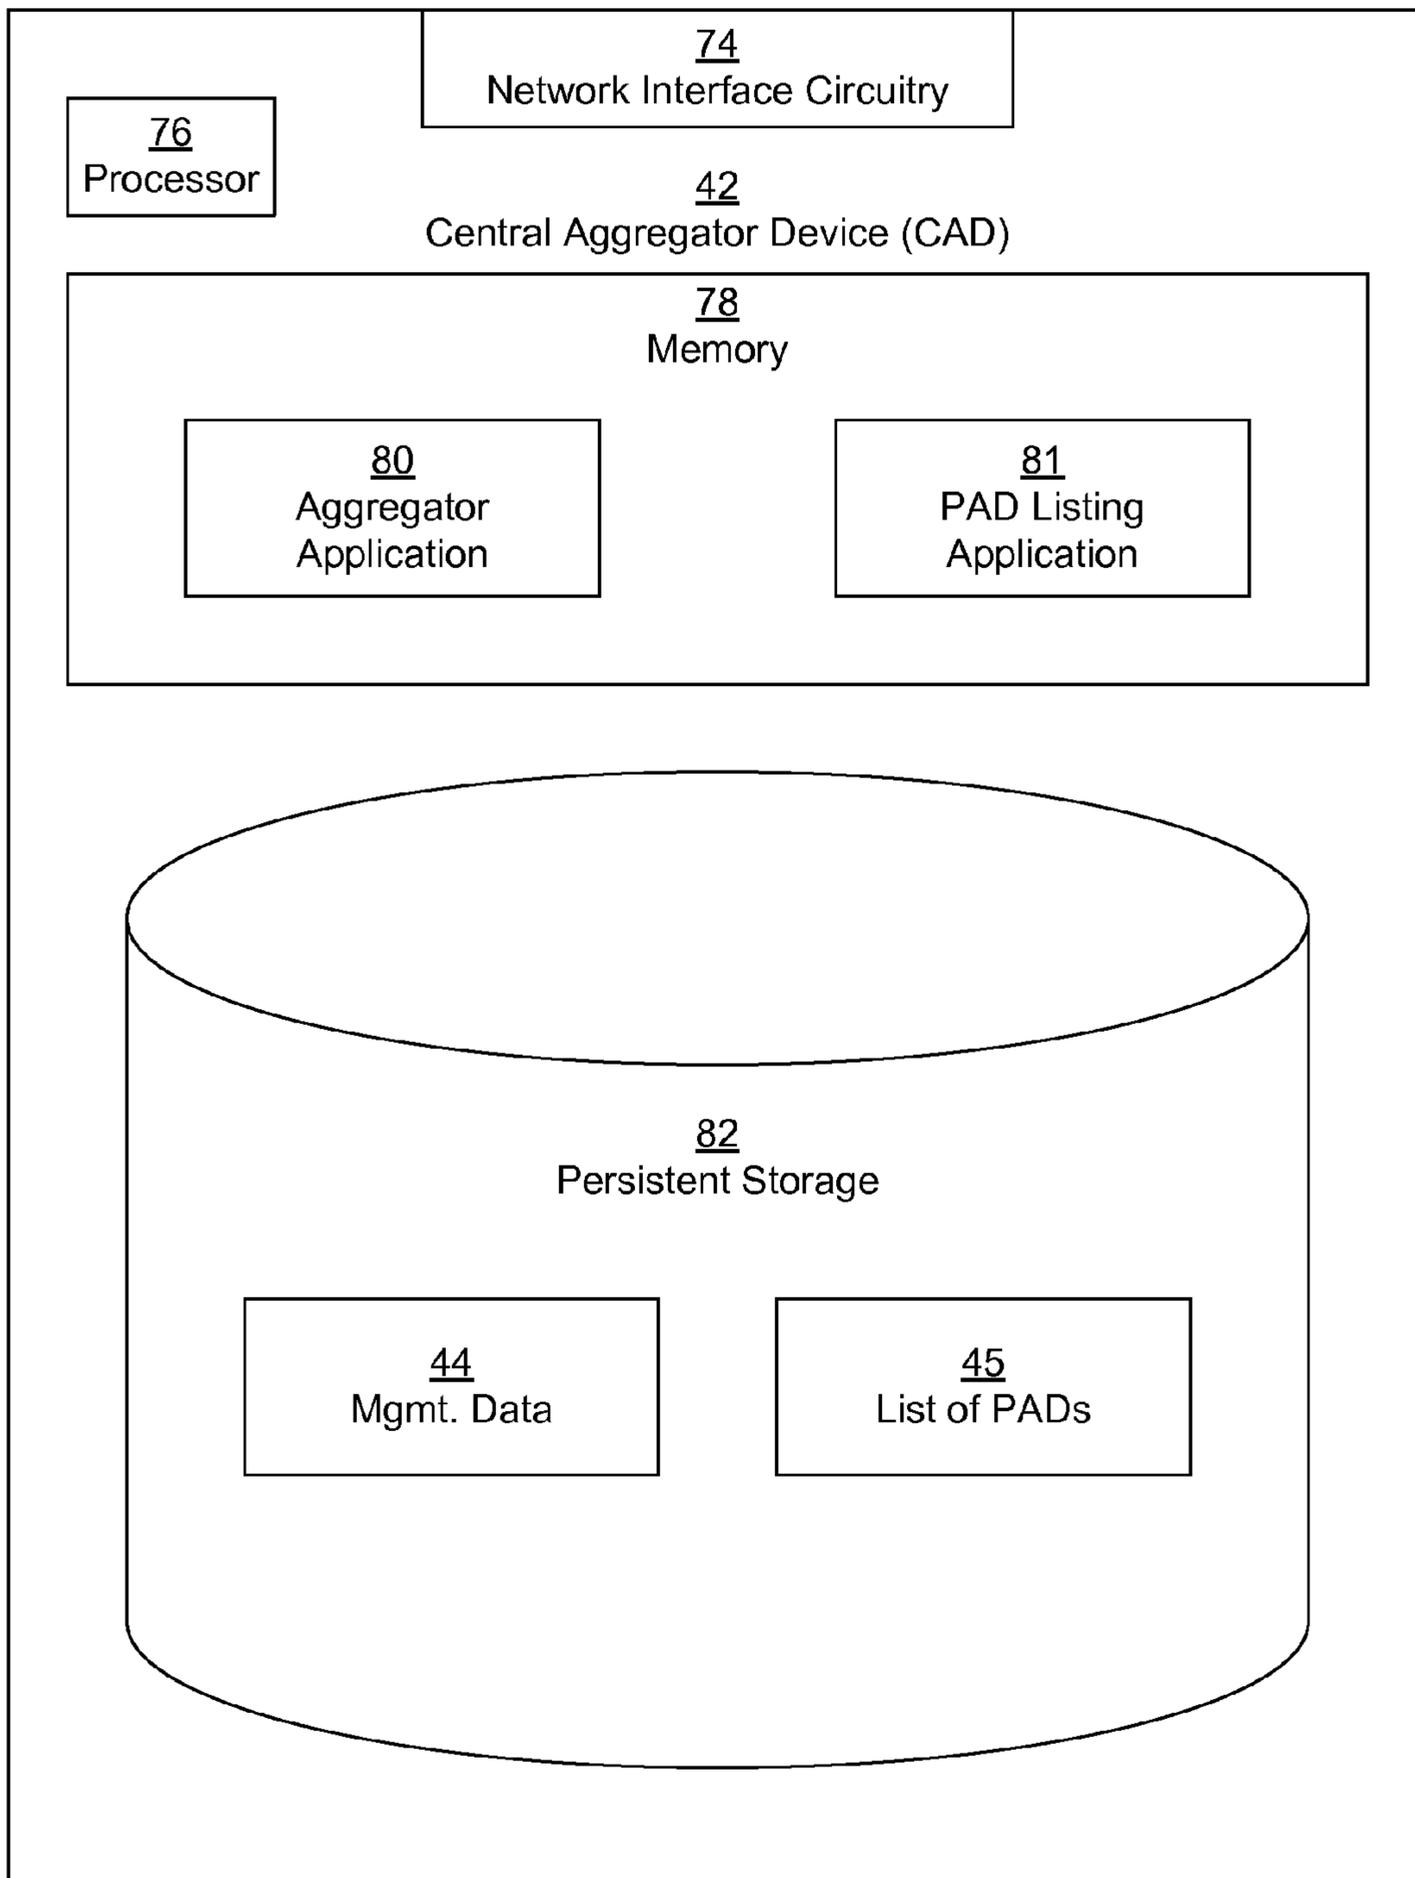 74
Network Interface Circuitry
76
Processor
42
Central Aggregator Device (CAD)
78
Memory
80
Aggregator
Application
81
PAD Listing
Application
82
Persistent Storage
44
Mgmt. Data
45
List of PADs